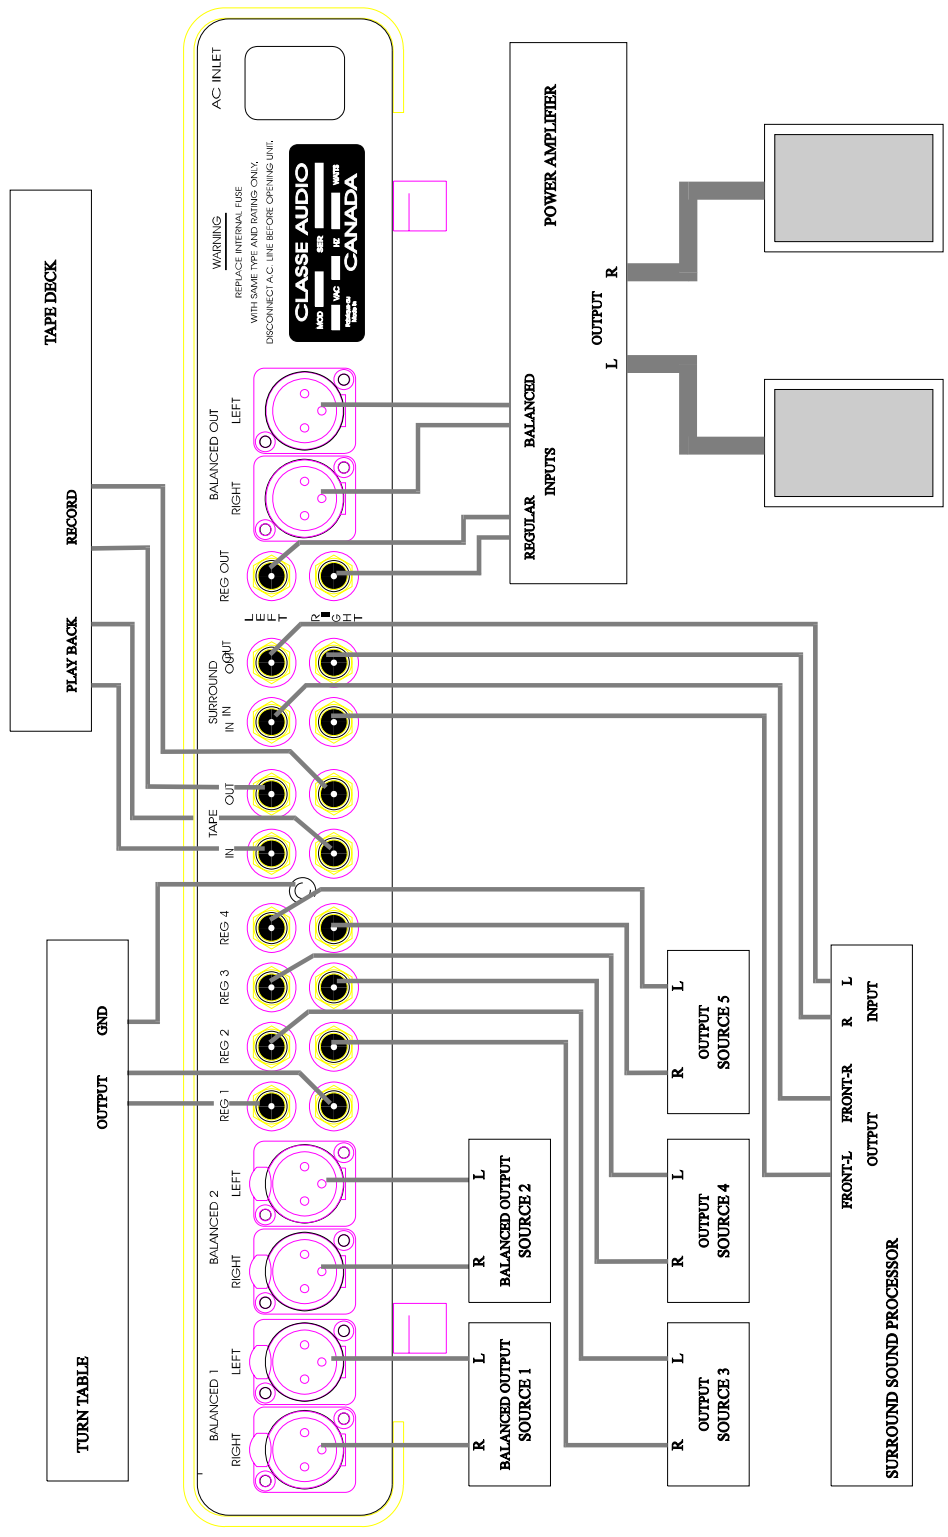 TAPE DECK
RECORD
PLAY BACK
TURN TABLE
OUTPUT
GND
AC INLET
WARNING
REPLACE INTERNAL FUSE
WITH SAME TYPE AND RATING ONLY.
DISCONNECT A.C. LINE BEFORE OPENING UNIT.
CLASSE AUDIO
MOD
SER
VAC
HZ
WATTS
CANADA
BALANCED OUT
RIGHT
LEFT
REG OUT
LEFT
RIGHT
SURROUND
OUT
OUT
IN
IN
TAPE
OUT
IN
REG 4
REG 3
REG 2
REG 1
BALANCED 2
RIGHT
LEFT
BALANCED 1
RIGHT
LEFT
POWER AMPLIFIER
OUTPUT
L
R
INPUTS
REGULAR
BALANCED
R
L
BALANCED OUTPUT
SOURCE 1
R
L
BALANCED OUTPUT
SOURCE 2
R
L
OUTPUT
SOURCE 3
R
L
OUTPUT
SOURCE 4
R
L
OUTPUT
SOURCE 5
FRONT-L
FRONT-R
OUTPUT
R
L
INPUT
SURROUND SOUND PROCESSOR